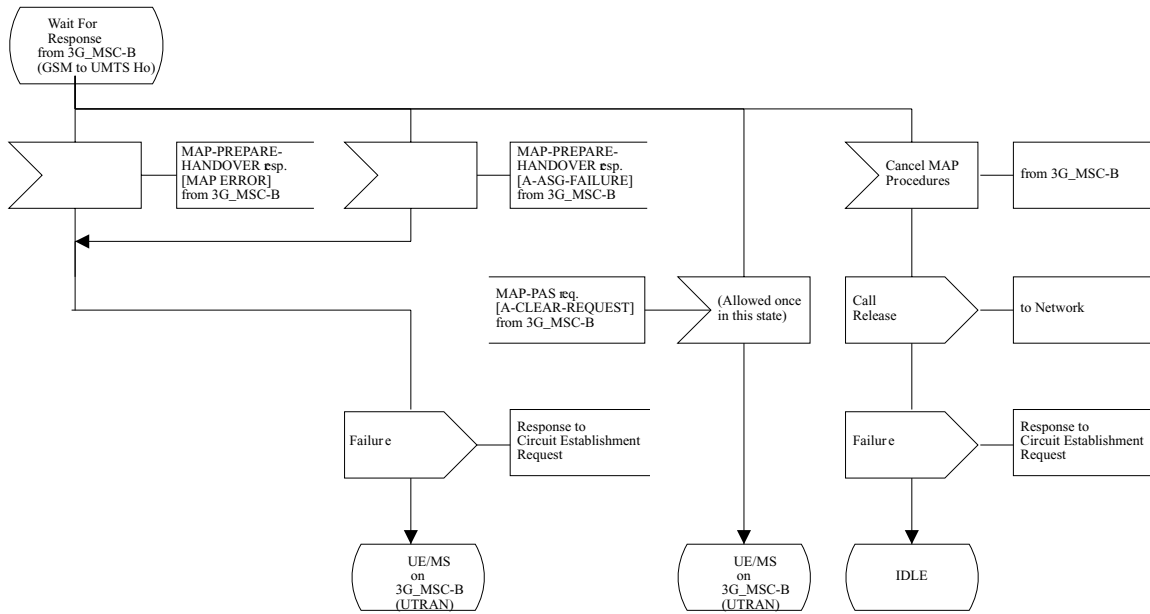 Wait For
Response
from 3G_MSC-B
(GSM to UMTS Ho)
MAP-PREPARE-
HANDOVER resp.
[MAP ERROR]
from 3G_MSC-B
MAP-PREPARE-
HANDOVER resp.
[A-ASG-FAILURE]
from 3G_MSC-B
Cancel MAP
Procedures
from 3G_MSC-B
MAP-PAS req.
[A-CLEAR-REQUEST]
from 3G_MSC-B
(Allowed once
in this state)
Call
Release
to Network
Failure
Response to
Circuit Establishment
Request
Failure
Response to
Circuit Establishment
Request
UE/MS
on
3G_MSC-B
(UTRAN)
UE/MS
on
3G_MSC-B
(UTRAN)
IDLE